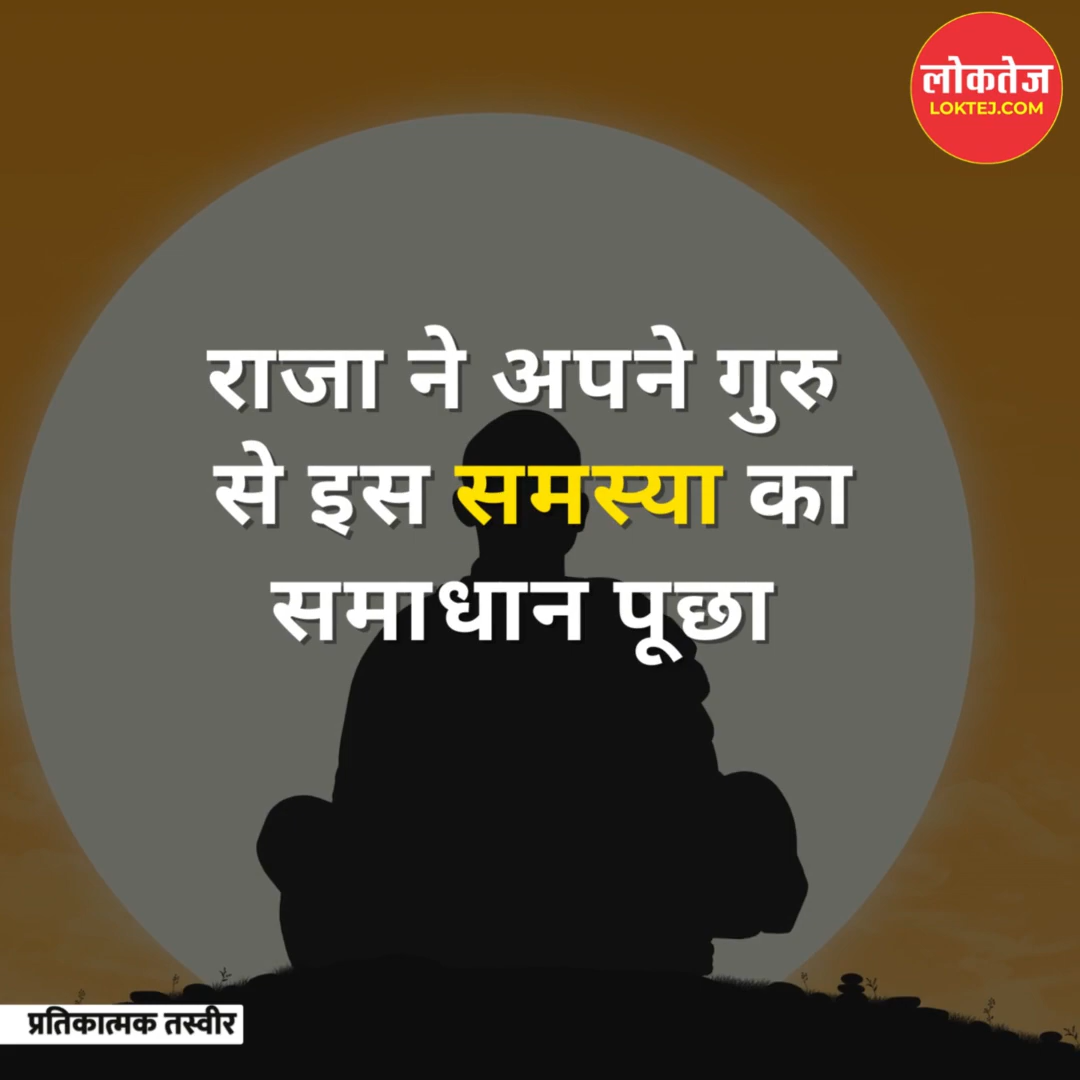 लोकतेज
LOKTEJ.COM
राजा ने अपने गुरु
से इस समस्या का
समाधान पूछा
प्रतिकात्मक तस्वीर